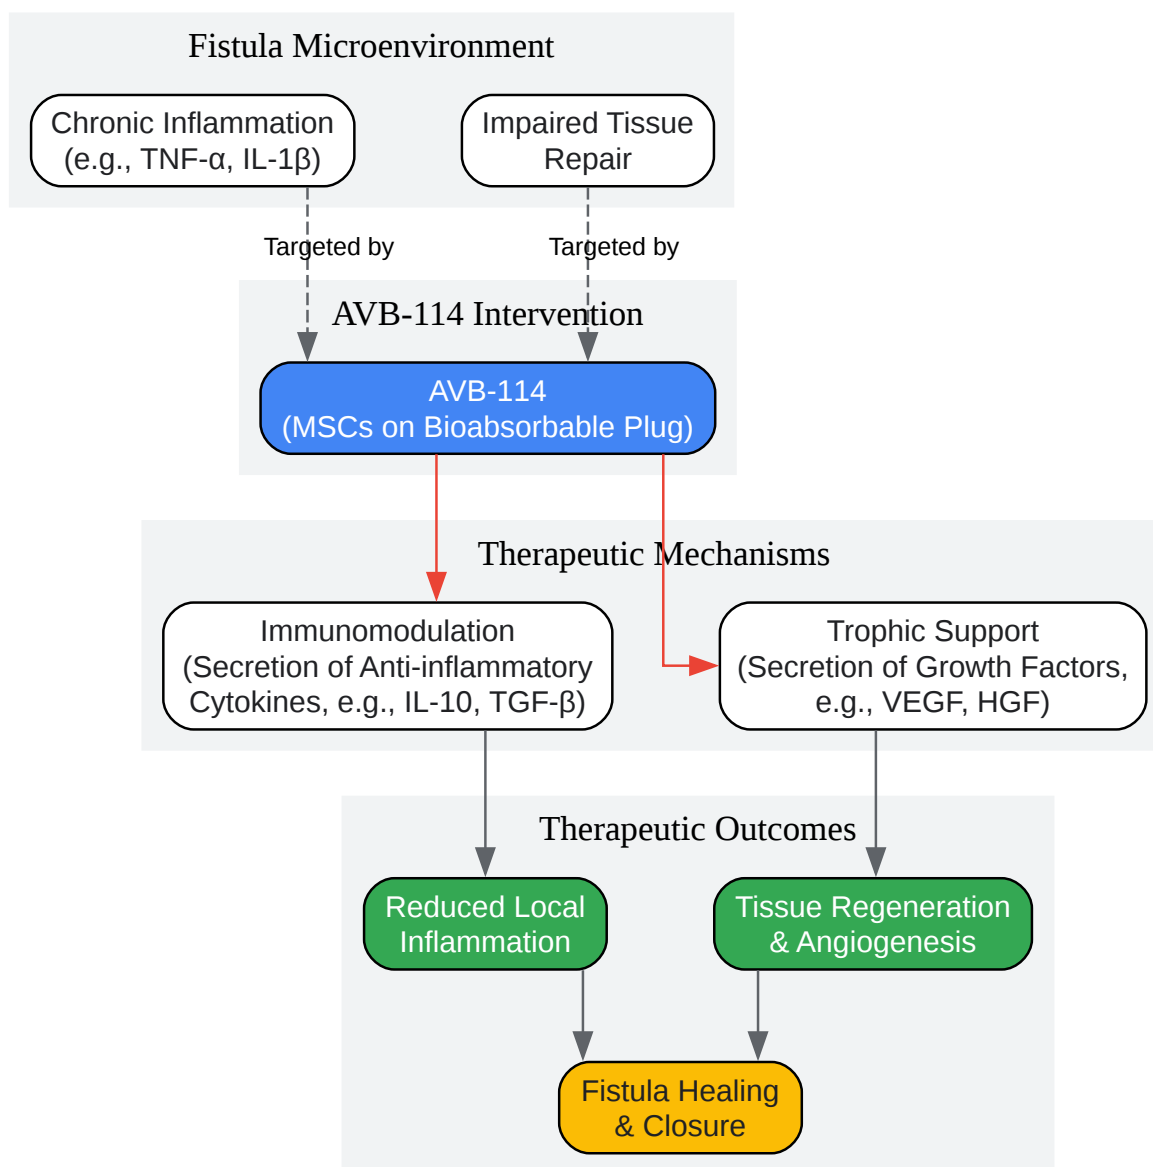 Fistula Microenvironment
Chronic Inflammation
(e.g., TNF-α, IL-1β)
Impaired Tissue
Repair
Targeted by
Targeted by
AVB-114 Intervention
AVB-114
(MSCs on Bioabsorbable Plug)
Therapeutic Mechanisms
Immunomodulation
(Secretion of Anti-inflammatory
Cytokines, e.g., IL-10, TGF-β)
Trophic Support
(Secretion of Growth Factors,
e.g., VEGF, HGF)
Therapeutic Outcomes
Reduced Local
Inflammation
Tissue Regeneration
& Angiogenesis
Fistula Healing
& Closure